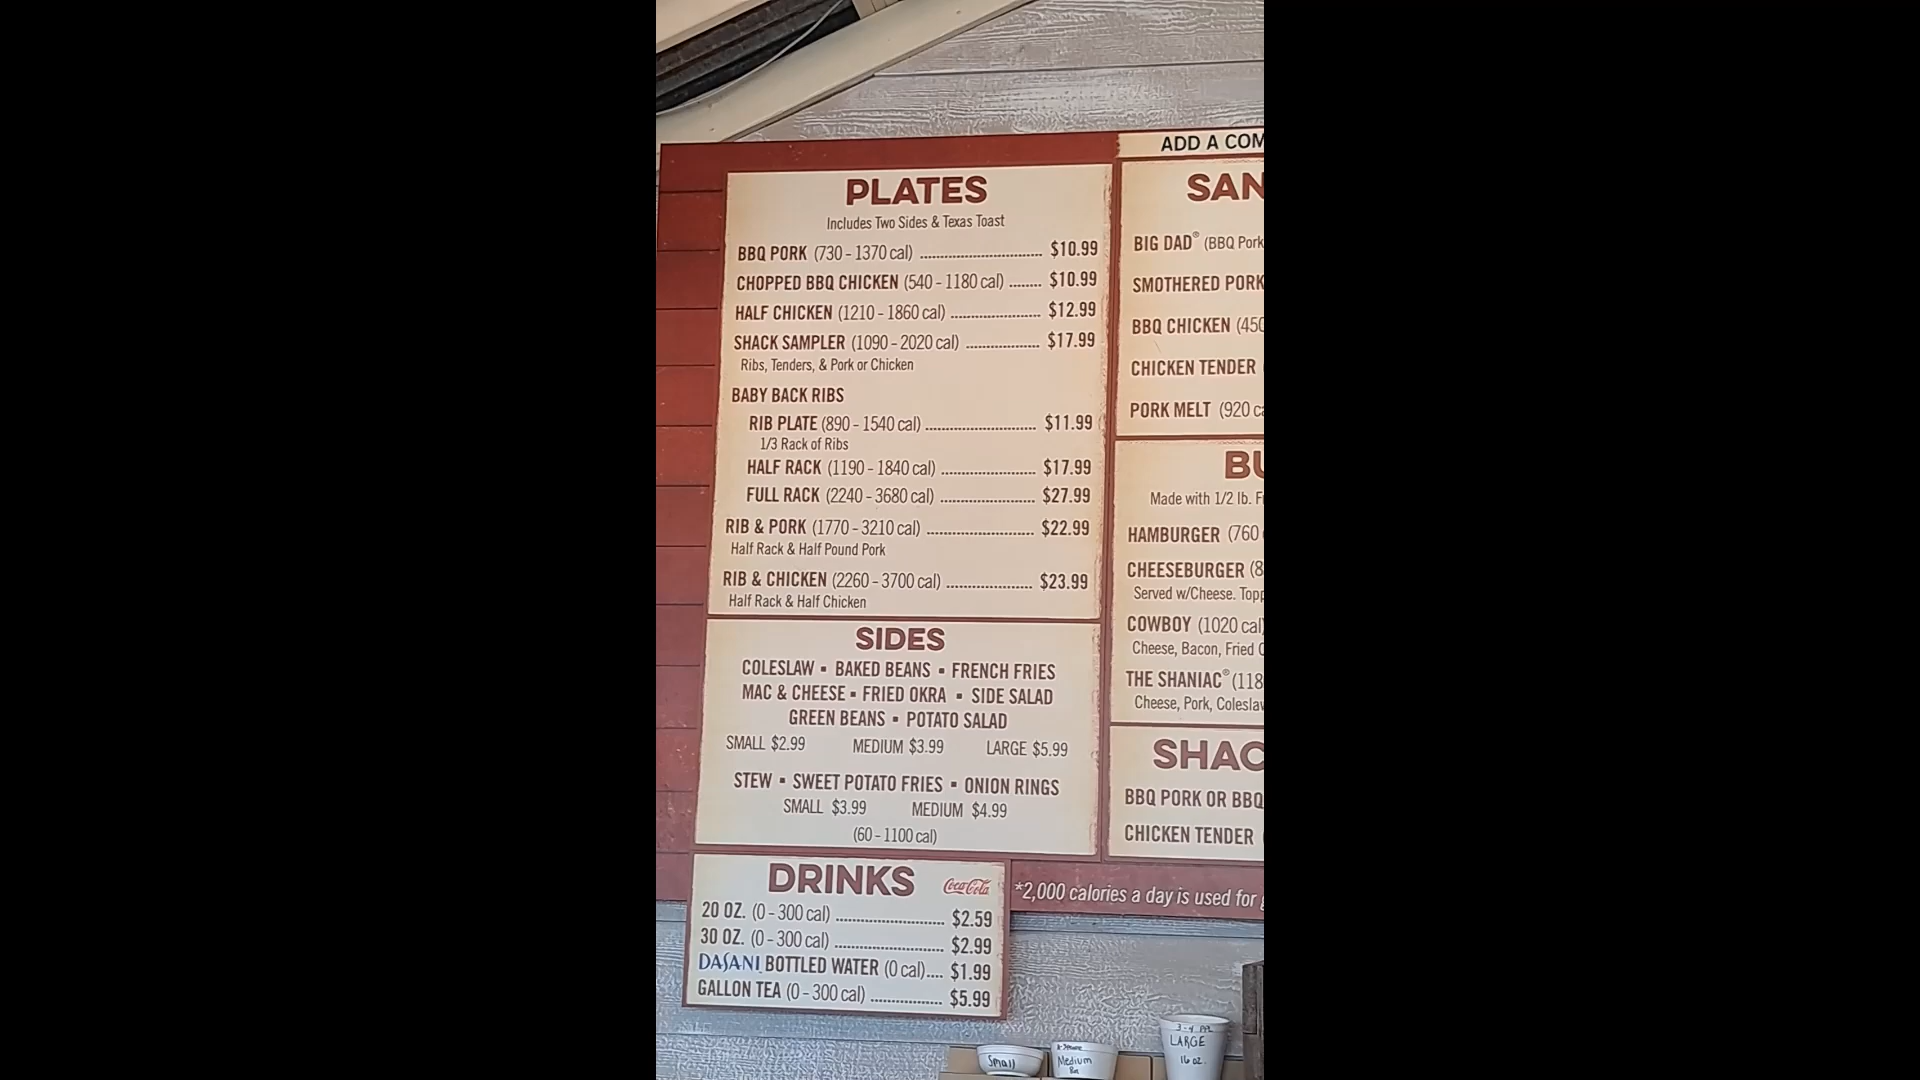 PLATES
Includes Two Sides & Texas Toast
BBQ PORK (730 - 1370 cal) .............................. $10.99
CHOPPED BBQ CHICKEN (540 - 1180 cal) ........ $10.99
HALF CHICKEN (1210 - 1860 cal) ...................... $12.99
SHACK SAMPLER (1090 - 2020 cal) .................. $17.99
Ribs, Tenders, & Pork or Chicken
BABY BACK RIBS
RIB PLATE (890 - 1540 cal) ........................... $11.99
1/3 Rack of Ribs
HALF RACK (1190 - 1840 cal) ....................... $17.99
FULL RACK (2240 - 3680 cal) ....................... $27.99
RIB & PORK (1770 - 3210 cal) .......................... $22.99
Half Rack & Half Pound Pork
RIB & CHICKEN (2260 - 3700 cal) ..................... $23.99
Half Rack & Half Chicken
SIDES
COLESLAW ▪ BAKED BEANS ▪ FRENCH FRIES
MAC & CHEESE ▪ FRIED OKRA ▪ SIDE SALAD
GREEN BEANS ▪ POTATO SALAD
SMALL $2.99 MEDIUM $3.99 LARGE $5.99
STEW ▪ SWEET POTATO FRIES ▪ ONION RINGS
SMALL $3.99 MEDIUM $4.99
(60 - 1100 cal)
DRINKS Coca-Cola
20 OZ. (0 - 300 cal) ........................... $2.59
30 OZ. (0 - 300 cal) ........................... $2.99
DASANI BOTTLED WATER (0 cal).... $1.99
GALLON TEA (0 - 300 cal) ................. $5.99
ADD A COM
SAN
BIG DAD® (BBQ Pork
SMOTHERED PORK
BBQ CHICKEN (450
CHICKEN TENDER
PORK MELT (920 ca
BU
Made with 1/2 lb. F
HAMBURGER (760
CHEESEBURGER (8
Served w/Cheese. Topp
COWBOY (1020 cal)
Cheese, Bacon, Fried O
THE SHANIAC® (118
Cheese, Pork, Coleslaw
SHAC
BBQ PORK OR BBQ
CHICKEN TENDER
*2,000 calories a day is used for g
Small
Medium
8oz
3-4 PPL
LARGE
16 oz.